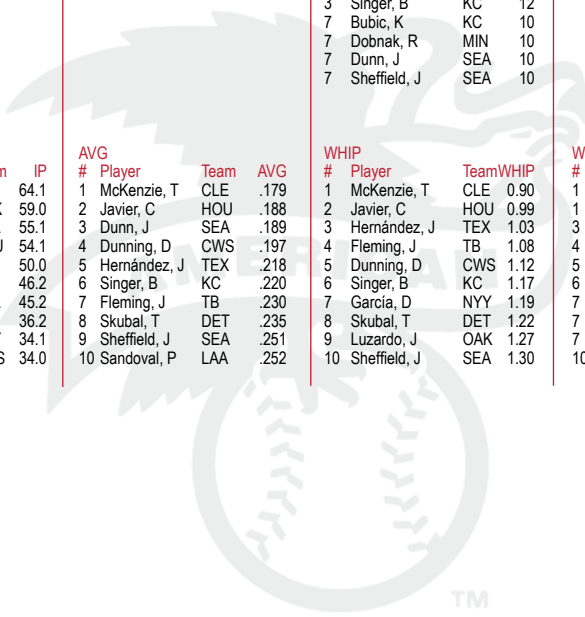 3 Singer, B KC 12
7 Bubic, K KC 10
7 Dobnak, R MIN 10
7 Dunn, J SEA 10
7 Sheffield, J SEA 10
IP
64.1
59.0
55.1
54.1
50.0
46.2
45.2
36.2
34.1
34.0
AVG
# Player Team AVG
1 McKenzie, T CLE .179
2 Javier, C HOU .188
3 Dunn, J SEA .189
4 Dunning, D CWS .197
5 Hernández, J TEX .218
6 Singer, B KC .220
7 Fleming, J TB .230
8 Skubal, T DET .235
9 Sheffield, J SEA .251
10 Sandoval, P LAA .252
WHIP
# Player TeamWHIP
1 McKenzie, T CLE 0.90
2 Javier, C HOU 0.99
3 Hernández, J TEX 1.03
4 Fleming, J TB 1.08
5 Dunning, D CWS 1.12
6 Singer, B KC 1.17
7 García, D NYY 1.19
8 Skubal, T DET 1.22
9 Luzardo, J OAK 1.27
10 Sheffield, J SEA 1.30
#
1
1
3
4
5
6
7
7
7
10
AMERICAN
TM